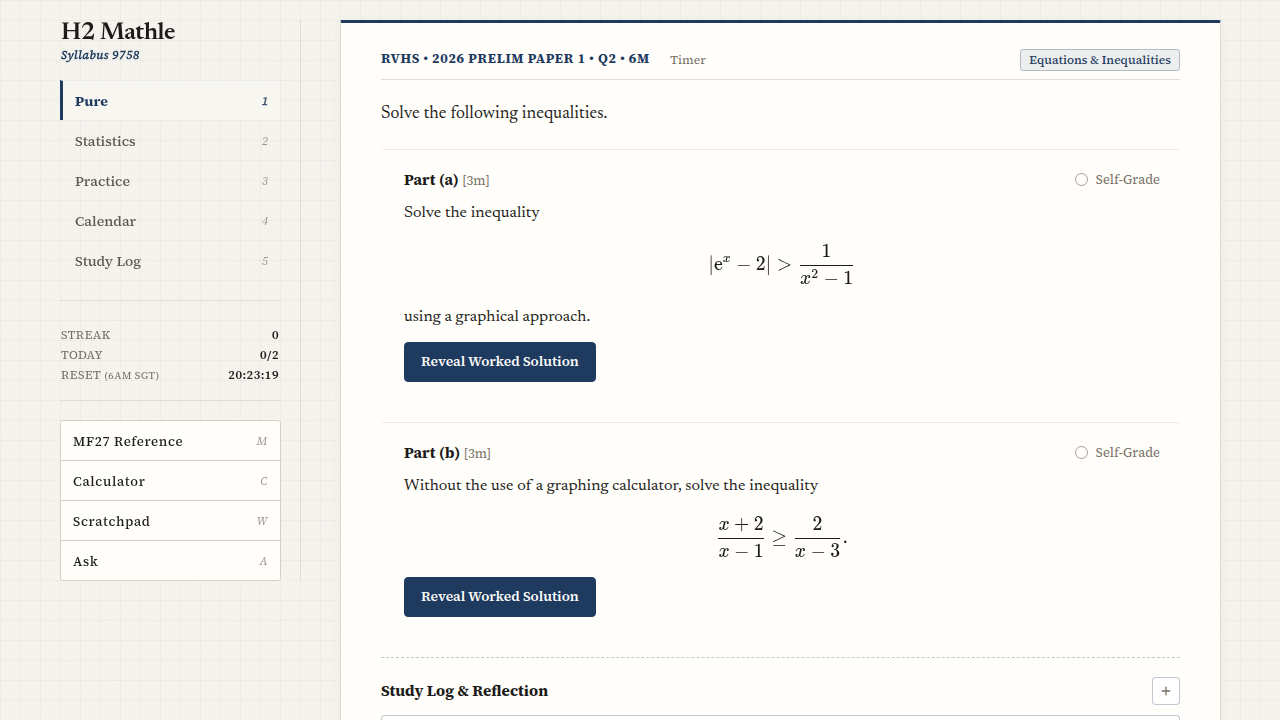 H2 Mathle
Syllabus 9758
Pure 1
Statistics 2
Practice 3
Calendar 4
Study Log 5
STREAK 0
TODAY 0/2
RESET (6AM SGT) 20:23:19
MF27 Reference M
Calculator C
Scratchpad W
Ask A
RVHS • 2026 PRELIM PAPER 1 • Q2 • 6M Timer Equations & Inequalities
Solve the following inequalities.
Part (a) [3m] Self-Grade
Solve the inequality
|e^x − 2| > 1/(x² − 1)
using a graphical approach.
Reveal Worked Solution
Part (b) [3m] Self-Grade
Without the use of a graphing calculator, solve the inequality
(x + 2)/(x − 1) ≥ 2/(x − 3).
Reveal Worked Solution
Study Log & Reflection +